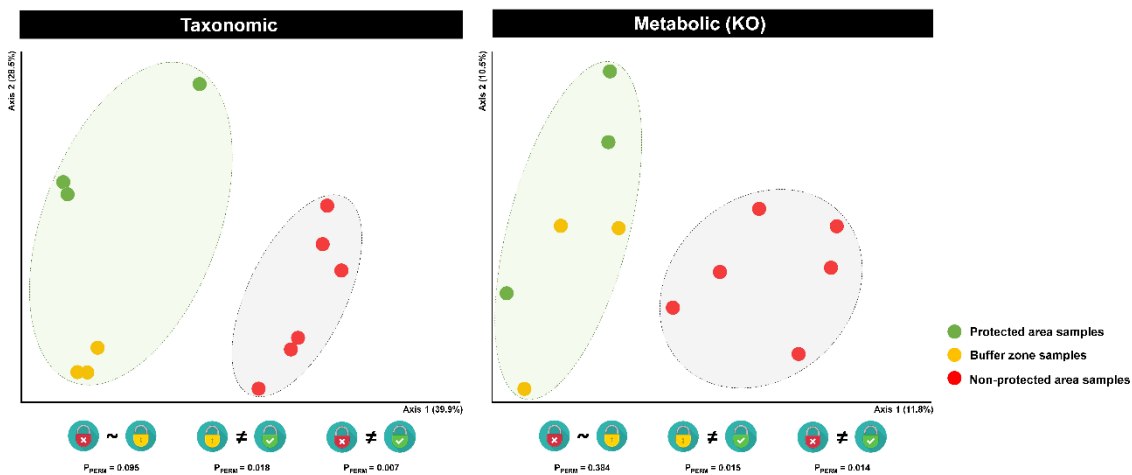 Taxonomic
Metabolic (KO)
Axis 2 (28.5%)
Axis 2 (10.5%)
Protected area samples
Buffer zone samples
Non-protected area samples
Axis 1 (39.9%)
Axis 1 (11.8%)
~ ≠ ≠
~ ≠ ≠
PPERM = 0.095 PPERM = 0.018 PPERM = 0.007
PPERM = 0.384 PPERM = 0.015 PPERM = 0.014